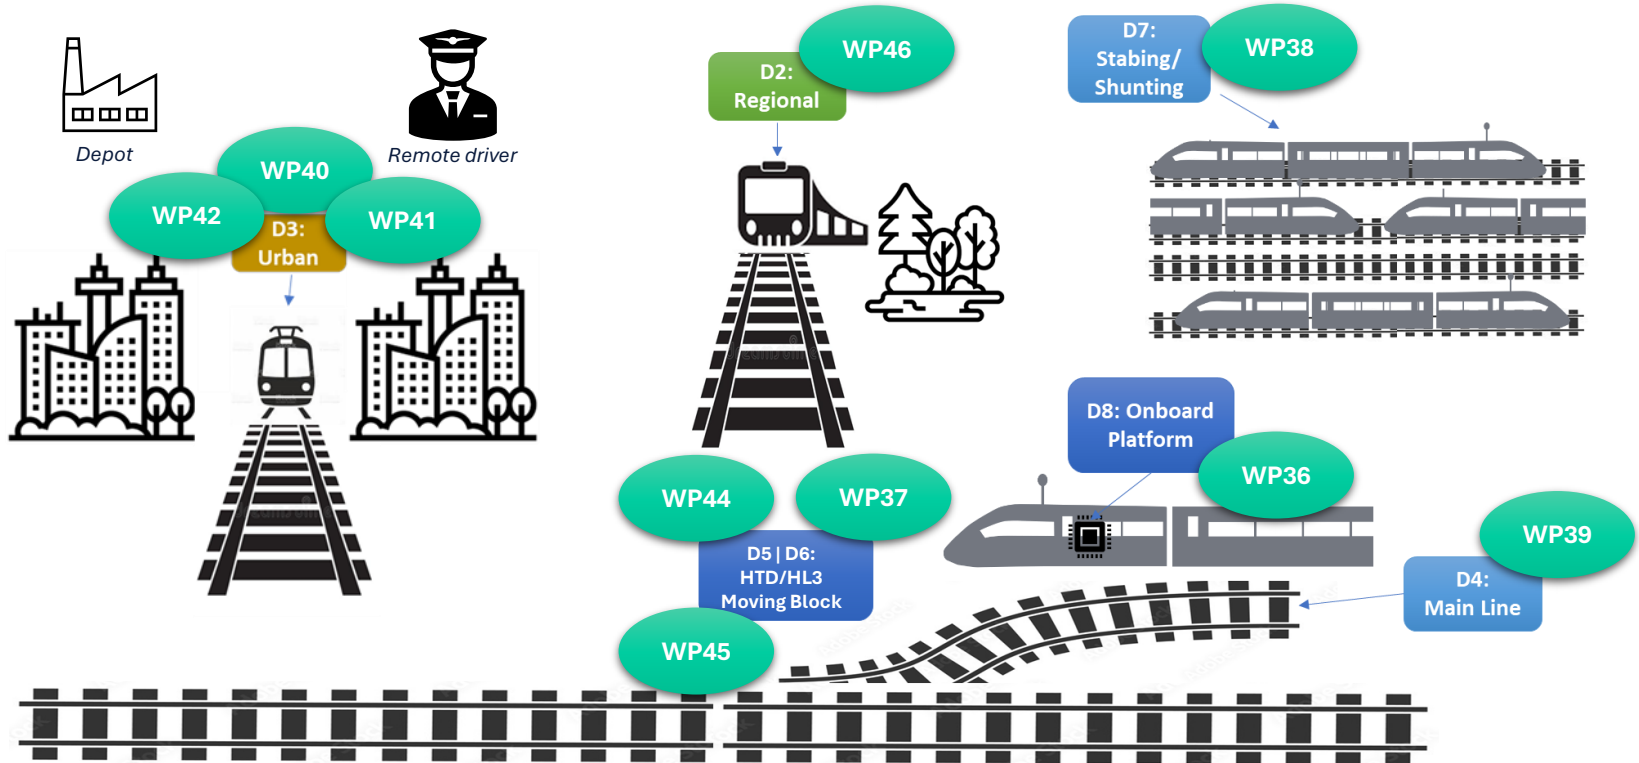 Depot
Remote driver
WP40
WP42
WP41
D3:
Urban
WP46
D2:
Regional
D7:
Stabing/
Shunting
WP38
D8: Onboard
Platform
WP36
WP44
WP37
D5 | D6:
HTD/HL3
Moving Block
WP45
WP39
D4:
Main Line